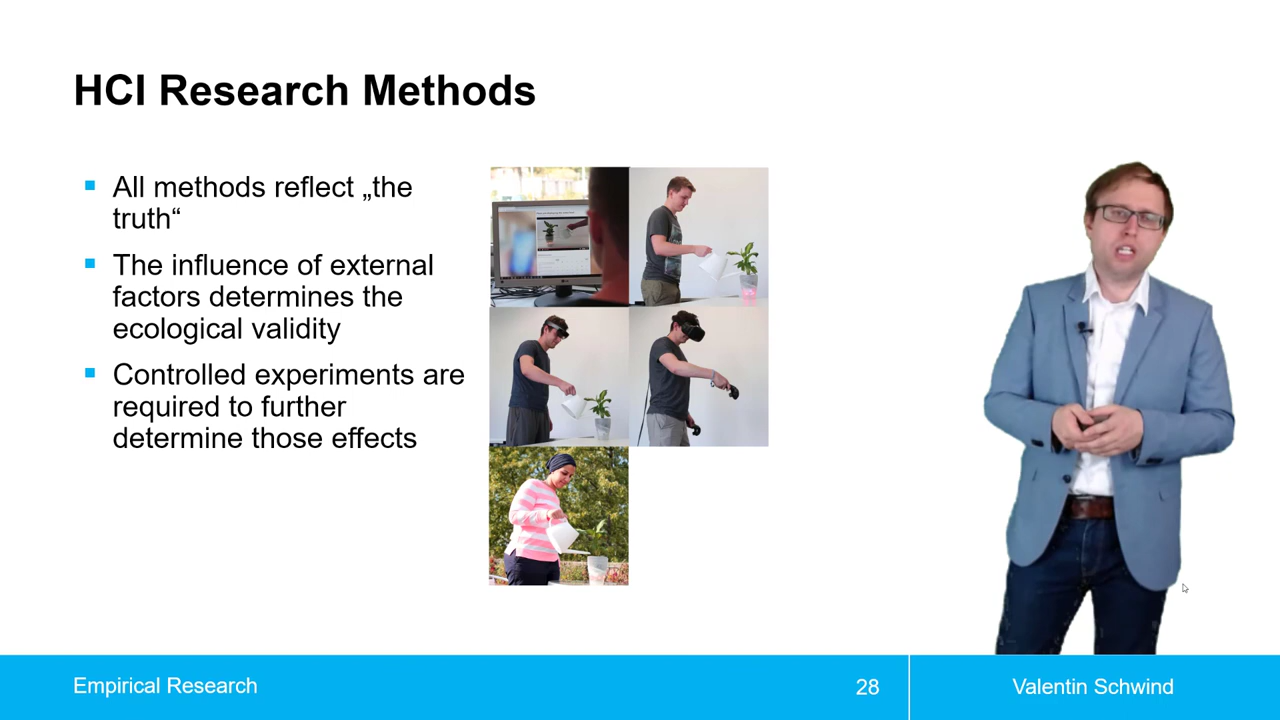 HCI Research Methods
All methods reflect „the
truth“
The influence of external
factors determines the
ecological validity
Controlled experiments are
required to further
determine those effects
Empirical Research
28
Valentin Schwind